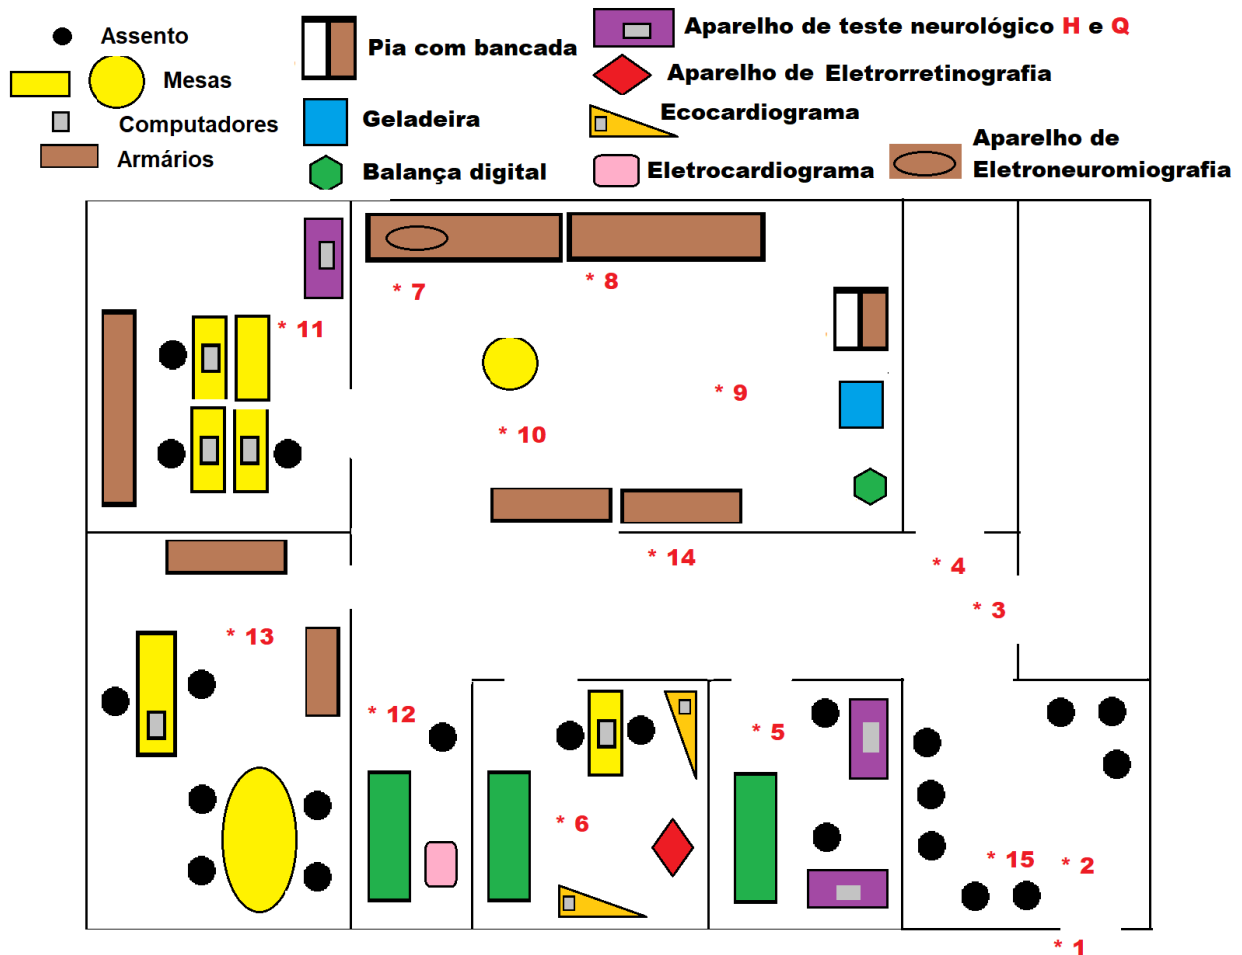 Assento
Mesas
Computadores
Armários
Pia com bancada
Geladeira
Balança digital
Aparelho de teste neurológico H e Q
Aparelho de Eletrorretinografia
Ecocardiograma
Eletrocardiograma
Aparelho de
Eletroneuromiografia
* 7
* 8
* 11
* 9
* 10
* 14
* 4
* 3
* 13
* 12
* 5
* 6
* 15
* 2
* 1